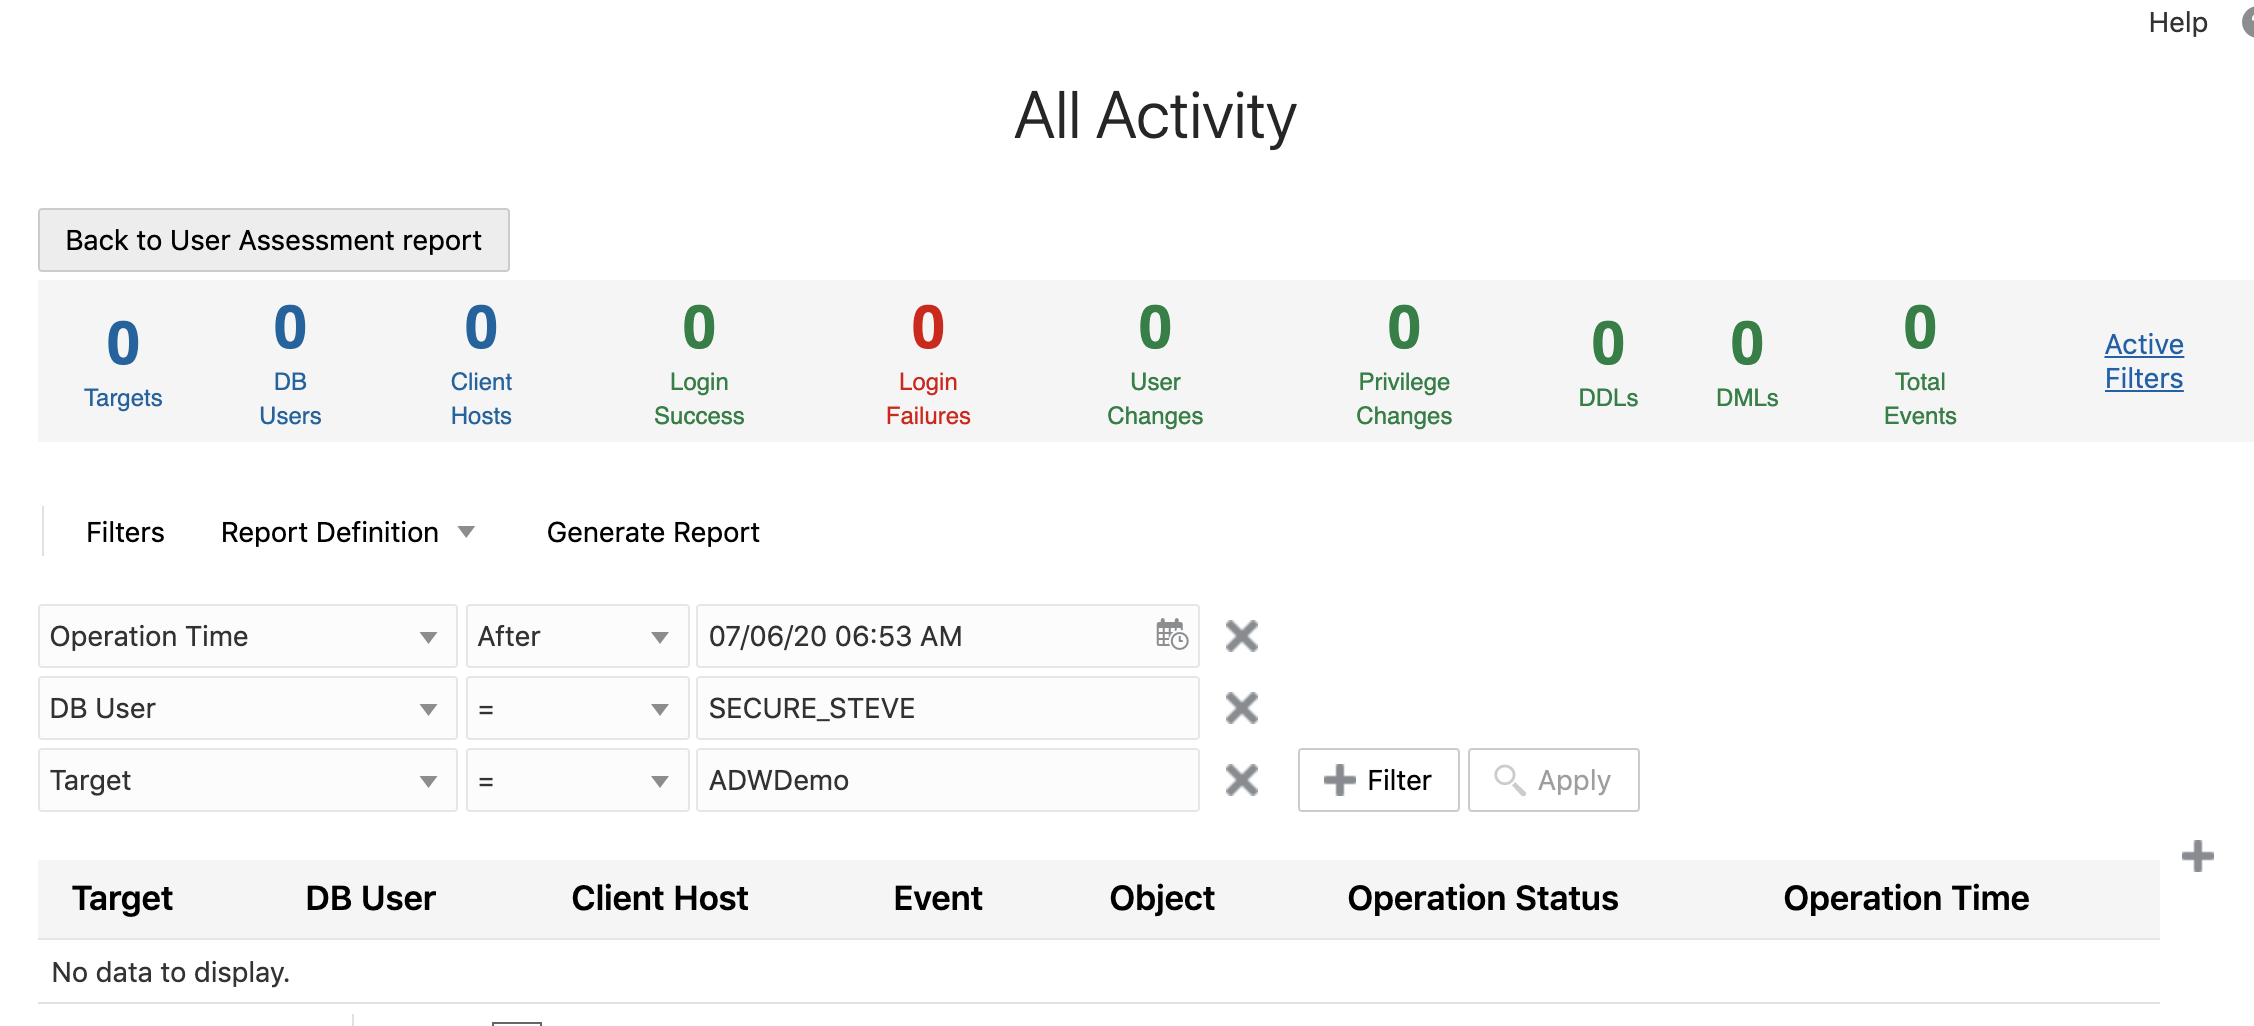 Help
All Activity
Back to User Assessment report
0 0 0 0 0 0 0 0 0 0
Targets DB Users Client Hosts Login Success Login Failures User Changes Privilege Changes DDLs DMLs Total Events Active Filters
Filters Report Definition Generate Report
Operation Time After 07/06/20 06:53 AM
DB User = SECURE_STEVE
Target = ADWDemo Filter Apply
Target DB User Client Host Event Object Operation Status Operation Time
No data to display.